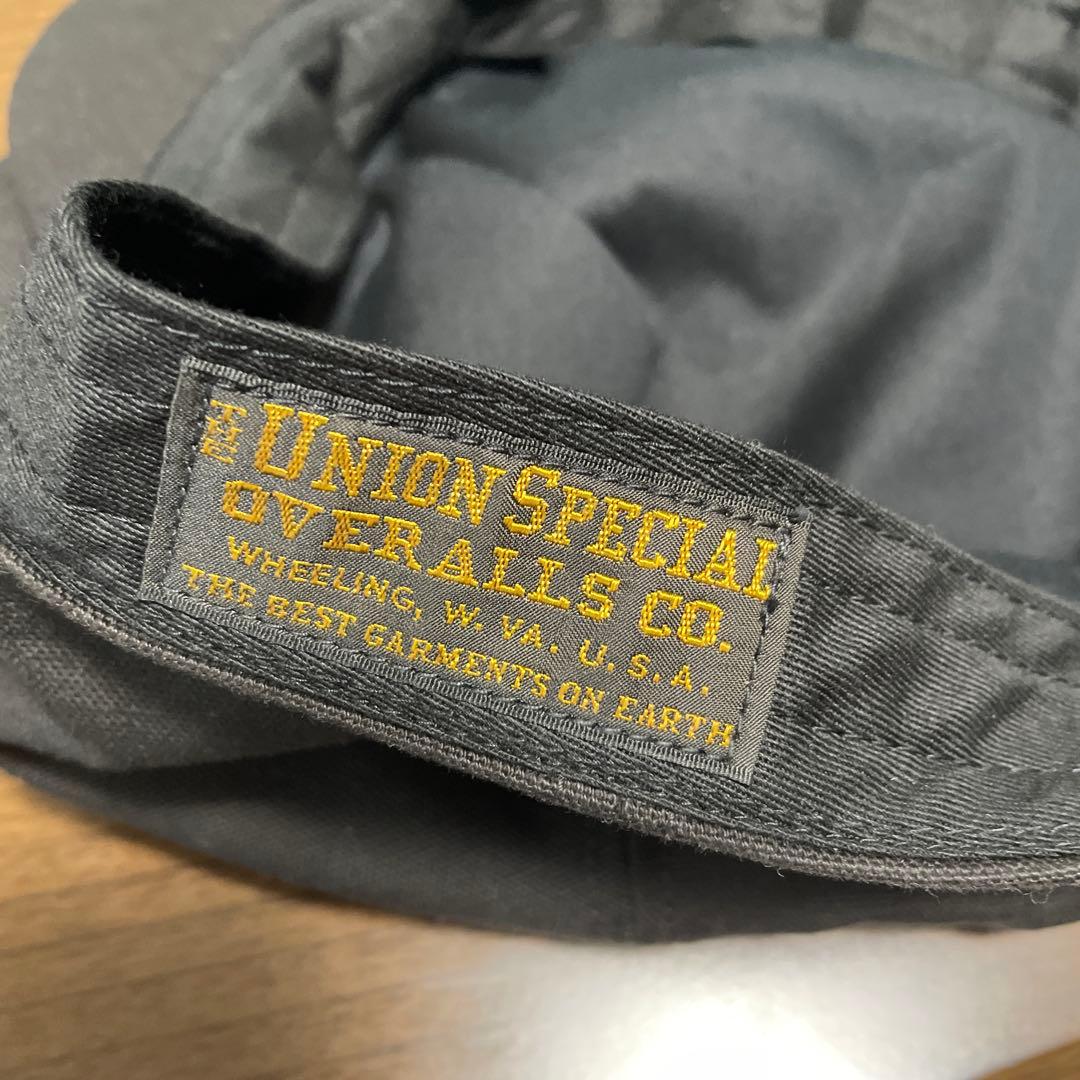 THE UNION SPECIAL
OVERALLS CO.
WHEELING, W. VA. U.S.A.
THE BEST GARMENTS ON EARTH